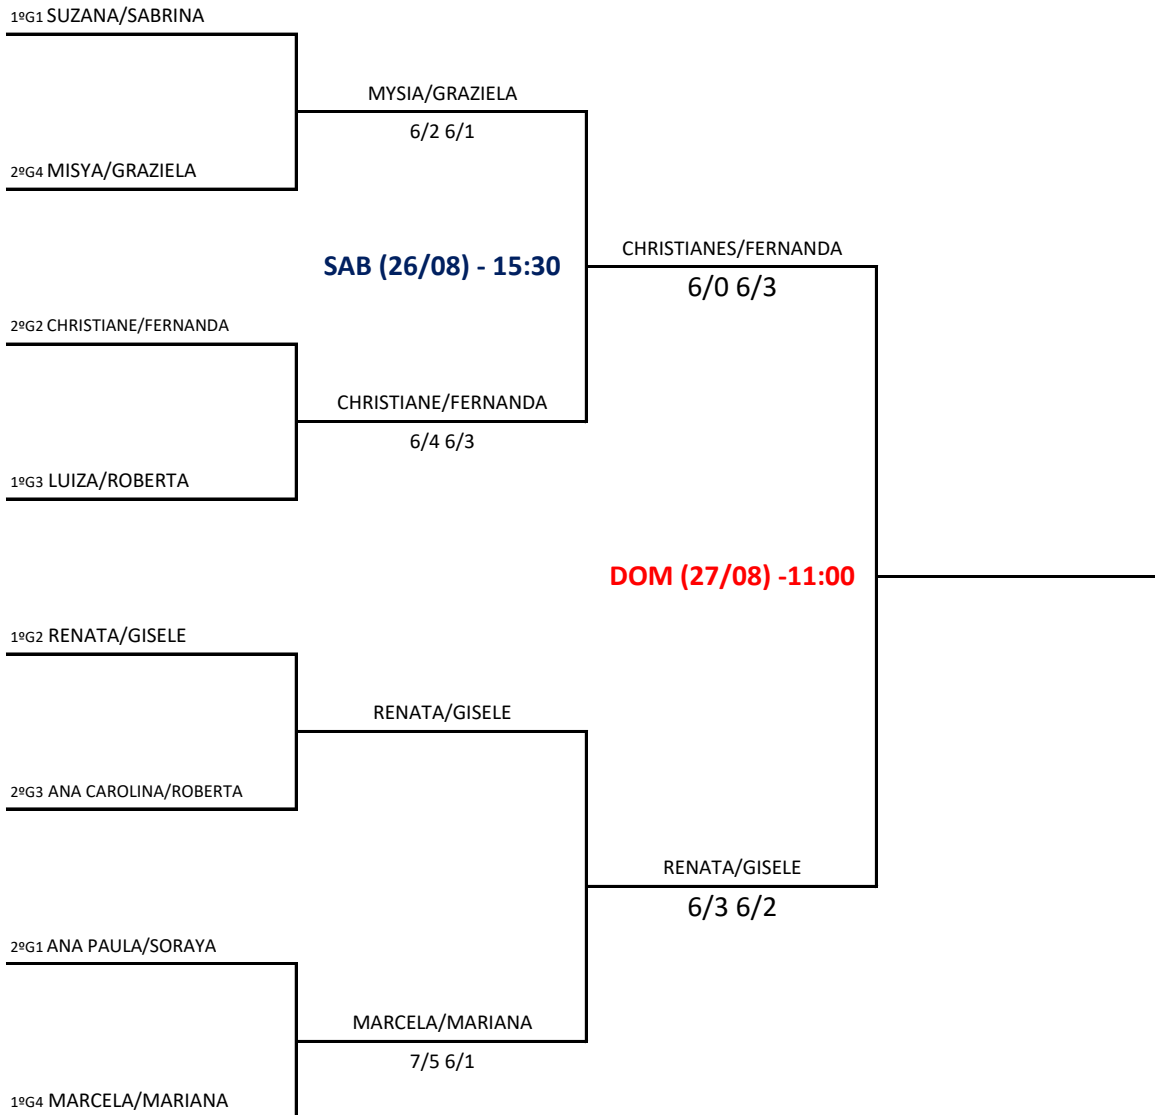 1ºG1 SUZANA/SABRINA
MYSIA/GRAZIELA
6/2 6/1
2ºG4 MISYA/GRAZIELA
CHRISTIANES/FERNANDA
SAB (26/08) - 15:30
6/0 6/3
2ºG2 CHRISTIANE/FERNANDA
CHRISTIANE/FERNANDA
6/4 6/3
1ºG3 LUIZA/ROBERTA
DOM (27/08) -11:00
1ºG2 RENATA/GISELE
RENATA/GISELE
2ºG3 ANA CAROLINA/ROBERTA
RENATA/GISELE
6/3 6/2
2ºG1 ANA PAULA/SORAYA
MARCELA/MARIANA
7/5 6/1
1ºG4 MARCELA/MARIANA